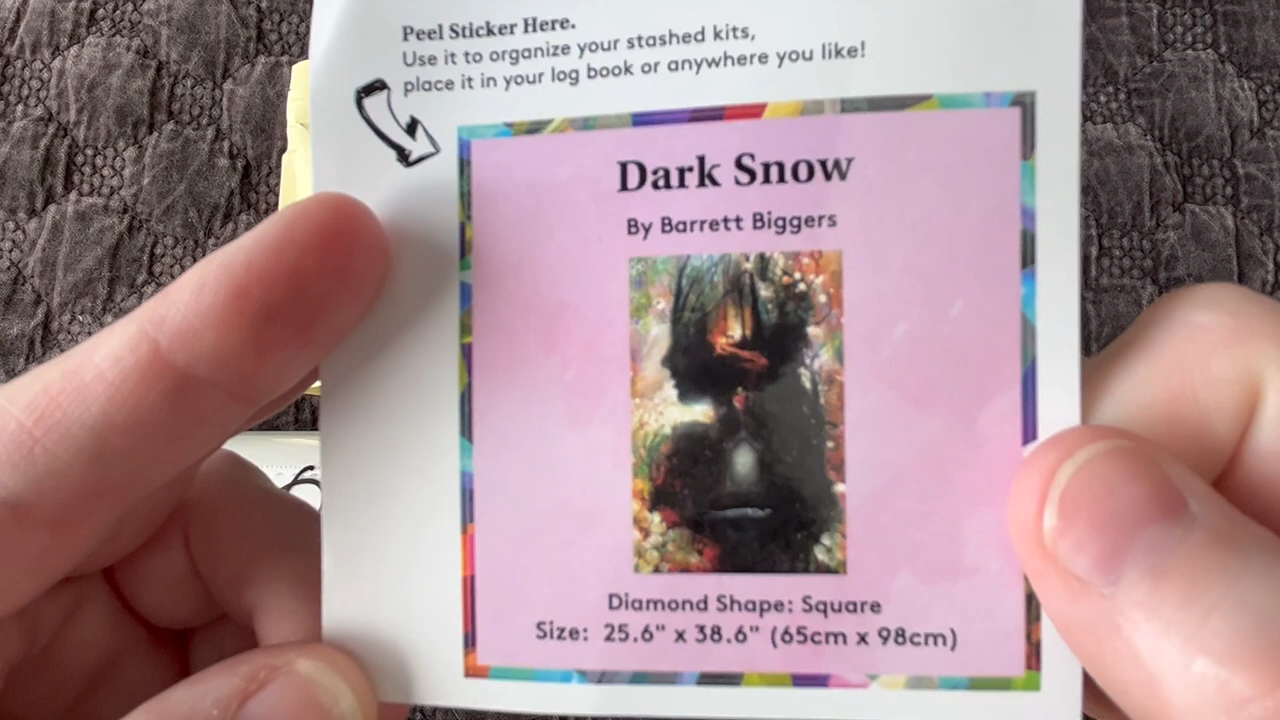 Peel Sticker Here.
Use it to organize your stashed kits,
place it in your log book or anywhere you like!
Dark Snow
By Barrett Biggers
Diamond Shape: Square
Size: 25.6" x 38.6" (65cm x 98cm)